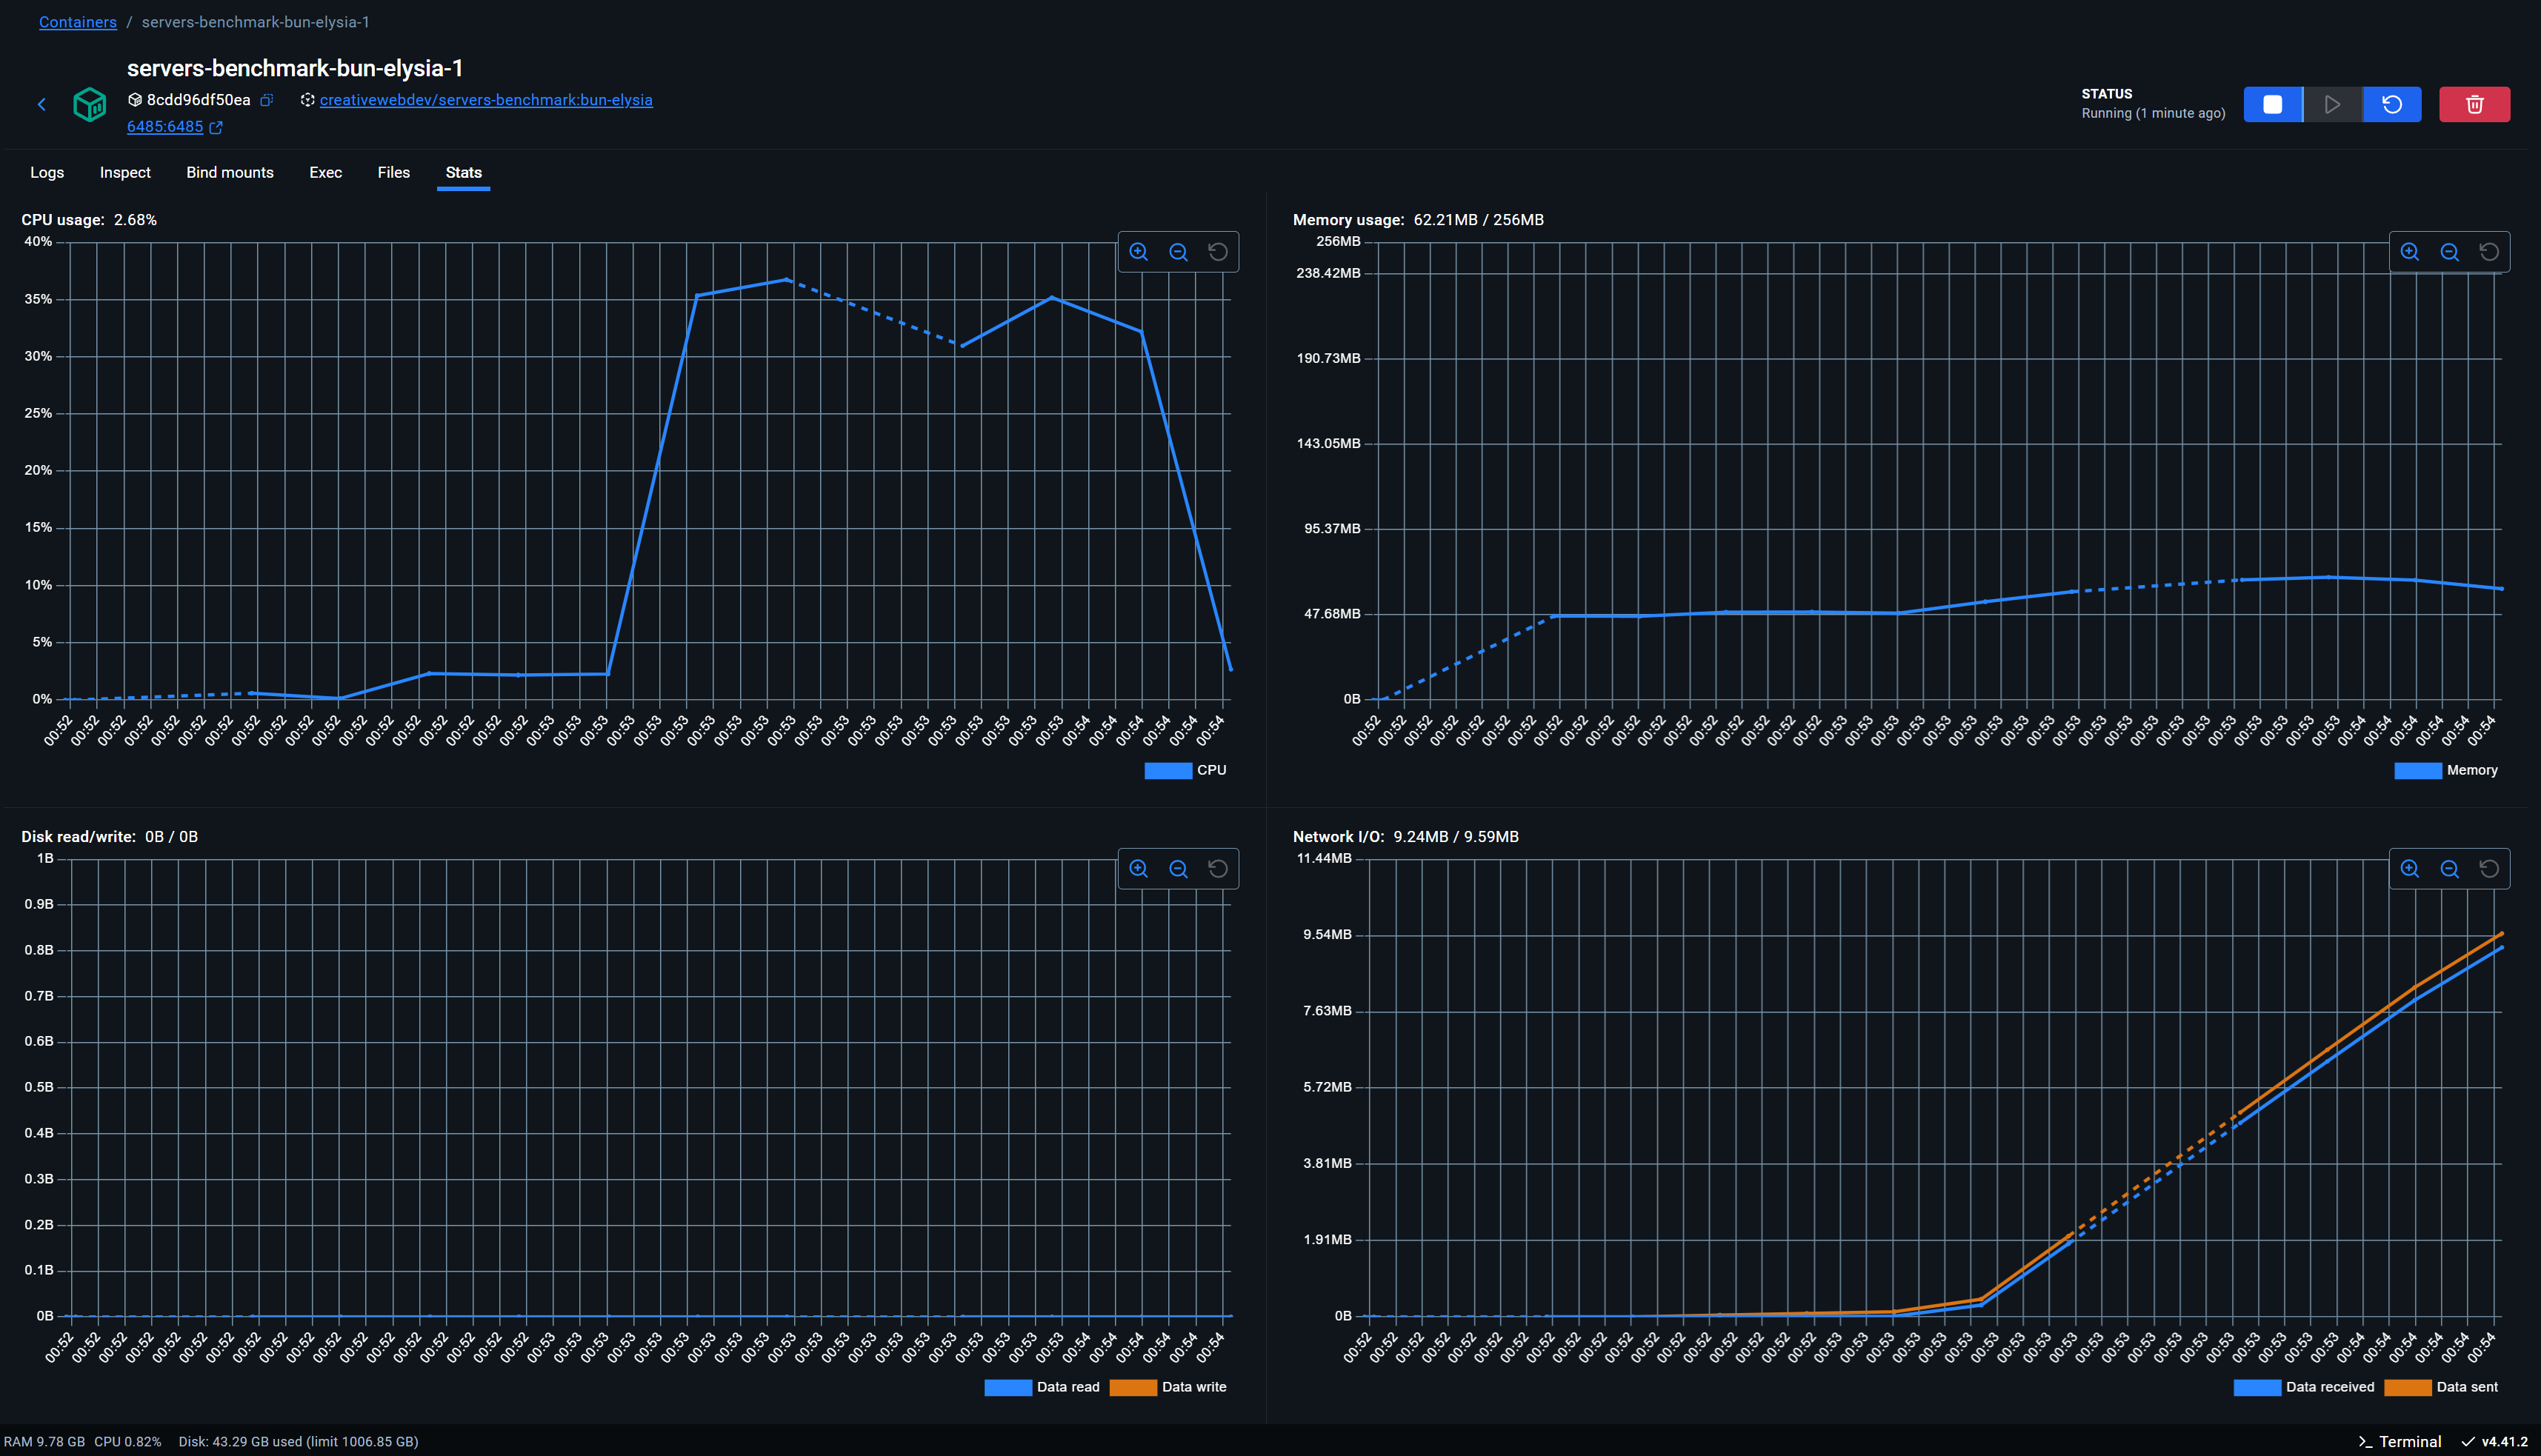 Containers / servers-benchmark-bun-elysia-1
servers-benchmark-bun-elysia-1
8cdd96df50ea creativewebdev/servers-benchmark:bun-elysia
6485:6485
STATUS
Running (1 minute ago)
Logs Inspect Bind mounts Exec Files Stats
CPU usage: 2.68%
40%
35%
30%
25%
20%
15%
10%
5%
0%
00:52 00:52 00:52 00:52 00:52 00:52 00:52 00:52 00:52 00:52 00:52 00:52 00:52 00:52 00:52 00:52 00:52 00:52 00:53 00:53 00:53 00:53 00:53 00:53 00:53 00:53 00:53 00:53 00:53 00:53 00:53 00:53 00:53 00:53 00:53 00:53 00:53 00:53 00:54 00:54 00:54 00:54 00:54 00:54
CPU
Memory usage: 62.21MB / 256MB
256MB
238.42MB
190.73MB
143.05MB
95.37MB
47.68MB
0B
00:52 00:52 00:52 00:52 00:52 00:52 00:52 00:52 00:52 00:52 00:52 00:52 00:52 00:52 00:52 00:52 00:52 00:52 00:53 00:53 00:53 00:53 00:53 00:53 00:53 00:53 00:53 00:53 00:53 00:53 00:53 00:53 00:53 00:53 00:53 00:53 00:53 00:53 00:54 00:54 00:54 00:54 00:54 00:54
Memory
Disk read/write: 0B / 0B
1B
0.9B
0.8B
0.7B
0.6B
0.5B
0.4B
0.3B
0.2B
0.1B
0B
00:52 00:52 00:52 00:52 00:52 00:52 00:52 00:52 00:52 00:52 00:52 00:52 00:52 00:52 00:52 00:52 00:52 00:52 00:53 00:53 00:53 00:53 00:53 00:53 00:53 00:53 00:53 00:53 00:53 00:53 00:53 00:53 00:53 00:53 00:53 00:53 00:53 00:53 00:54 00:54 00:54 00:54 00:54 00:54
Data read Data write
Network I/O: 9.24MB / 9.59MB
11.44MB
9.54MB
7.63MB
5.72MB
3.81MB
1.91MB
0B
00:52 00:52 00:52 00:52 00:52 00:52 00:52 00:52 00:52 00:52 00:52 00:52 00:52 00:52 00:52 00:52 00:52 00:52 00:53 00:53 00:53 00:53 00:53 00:53 00:53 00:53 00:53 00:53 00:53 00:53 00:53 00:53 00:53 00:53 00:53 00:53 00:53 00:53 00:54 00:54 00:54 00:54 00:54 00:54
Data received Data sent
RAM 9.78 GB CPU 0.82% Disk: 43.29 GB used (limit 1006.85 GB)
Terminal v4.41.2